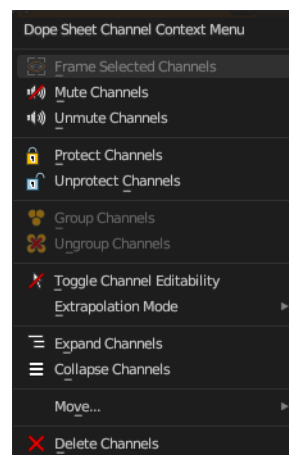 Dope Sheet Channel Context Menu
Frame Selected Channels
Mute Channels
Unmute Channels
Protect Channels
Unprotect Channels
Group Channels
Ungroup Channels
Toggle Channel Editability
Extrapolation Mode
Expand Channels
Collapse Channels
Move...
Delete Channels